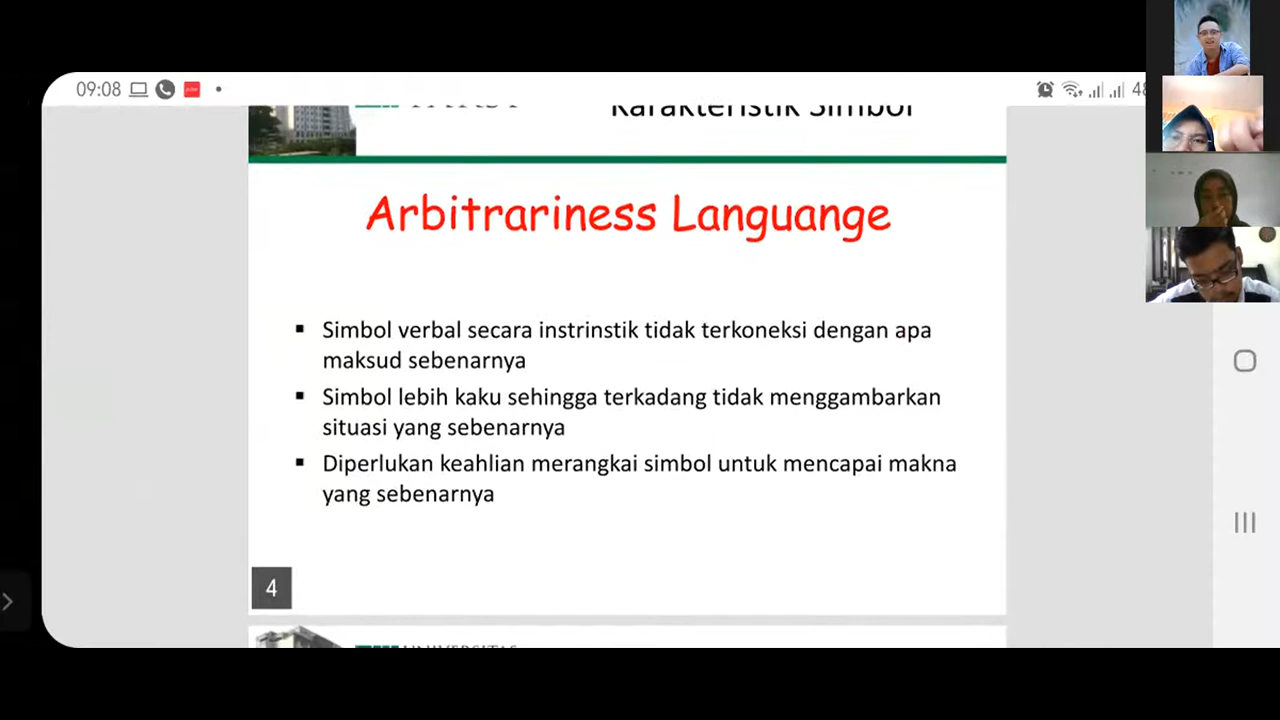 09:08
Karakteristik Simbol
Arbitrariness Languange
▪ Simbol verbal secara instrinstik tidak terkoneksi dengan apa
maksud sebenarnya
▪ Simbol lebih kaku sehingga terkadang tidak menggambarkan
situasi yang sebenarnya
▪ Diperlukan keahlian merangkai simbol untuk mencapai makna
yang sebenarnya
4
UNIVERSITAS